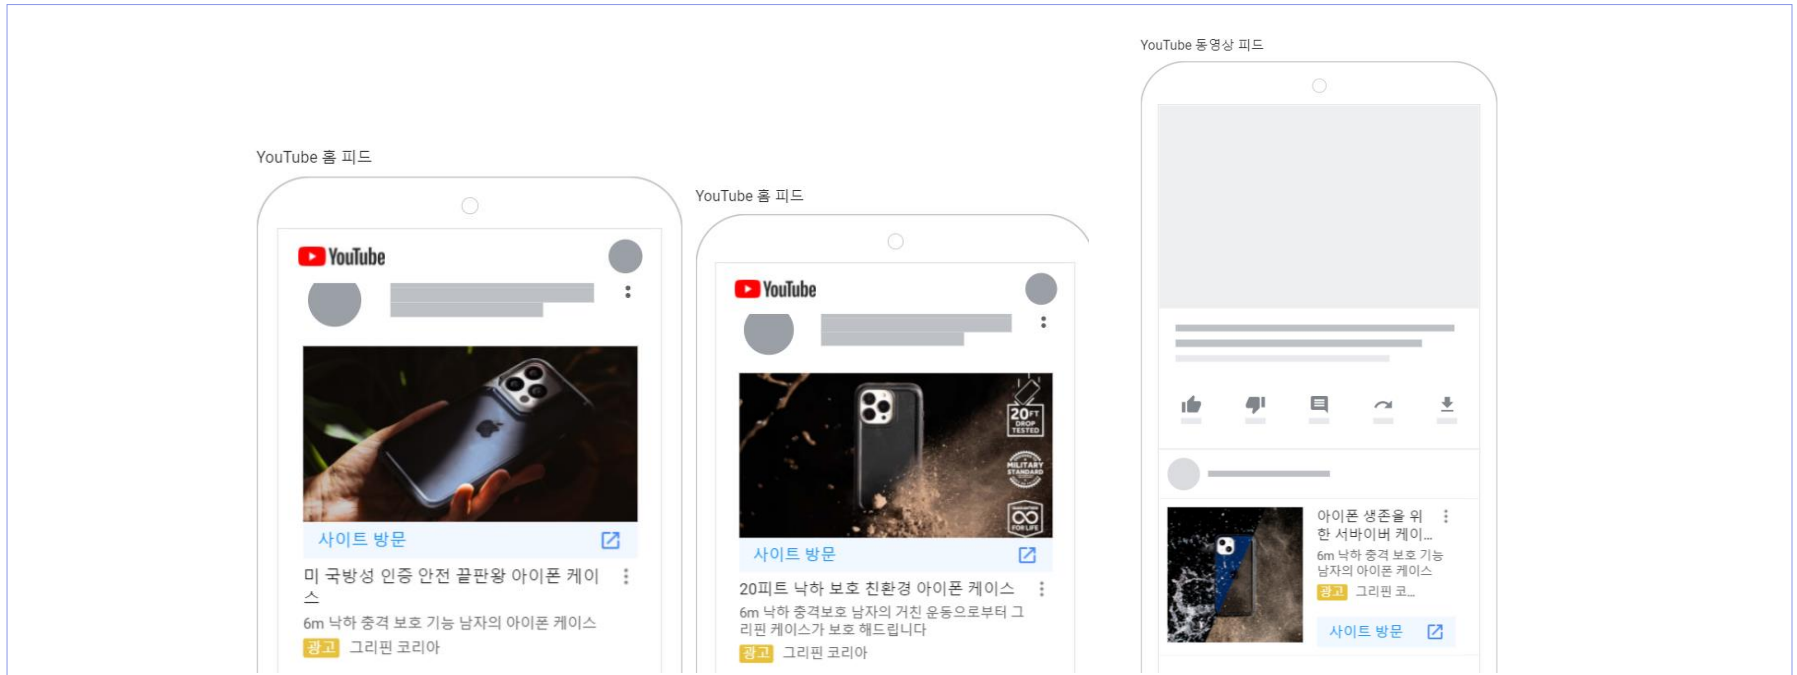 YouTube 홈 피드
YouTube
사이트 방문
미 국방성 인증 안전 끝판왕 아이폰 케이
스
6m 낙하 충격 보호 기능 남자의 아이폰 케이스
광고 그리핀 코리아
YouTube 홈 피드
YouTube
20FT
DROP
TESTED
MILITARY
STANDARD
FOR LIFE
사이트 방문
20피트 낙하 보호 친환경 아이폰 케이스
6m 낙하 충격보호 남자의 거친 운동으로부터 그
리핀 케이스가 보호 해드립니다
광고 그리핀 코리아
YouTube 동영상 피드
아이폰 생존을 위
한 서바이버 케이...
6m 낙하 충격 보호 기능
남자의 아이폰 케이스
광고 그리핀 코...
사이트 방문